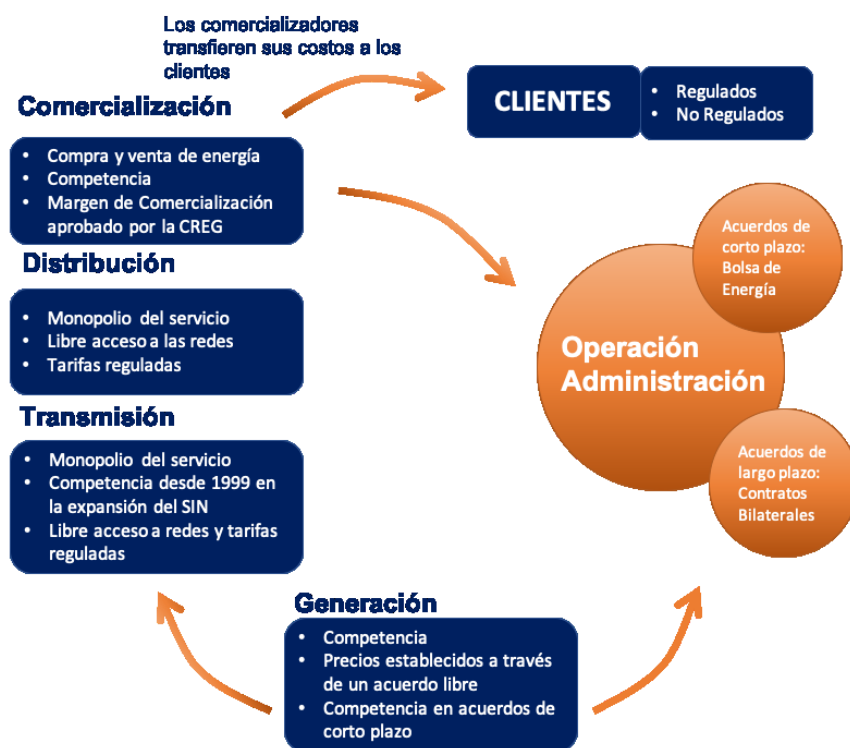 Los comercializadores
transfieren sus costos a los
clientes
Comercialización
CLIENTES
• Regulados
• No Regulados
• Compra y venta de energía
• Competencia
• Margen de Comercialización
aprobado por la CREG
Acuerdos de
corto plazo:
Bolsa de
Energía
Distribución
• Monopolio del servicio
• Libre acceso a las redes
• Tarifas reguladas
Operación
Administración
Transmisión
• Monopolio del servicio
• Competencia desde 1999 en
la expansión del SIN
• Libre acceso a redes y tarifas
reguladas
Acuerdos de
largo plazo:
Contratos
Bilaterales
Generación
• Competencia
• Precios establecidos a través
de un acuerdo libre
• Competencia en acuerdos de
corto plazo